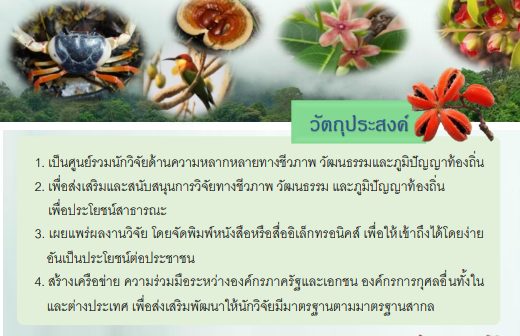 วัตถุประสงค์
1. เป็นศูนย์รวมนักวิจัยด้านความหลากหลายทางชีวภาพ วัฒนธรรมและภูมิปัญญาท้องถิ่น
2. เพื่อส่งเสริมและสนับสนุนการวิจัยทางชีวภาพ วัฒนธรรม และภูมิปัญญาท้องถิ่น
เพื่อประโยชน์สาธารณะ
3. เผยแพร่ผลงานวิจัย โดยจัดพิมพ์หนังสือหรือสื่ออิเล็กทรอนิคส์ เพื่อให้เข้าถึงได้โดยง่าย
อันเป็นประโยชน์ต่อประชาชน
4. สร้างเครือข่าย ความร่วมมือระหว่างองค์กรภาครัฐและเอกชน องค์กรการกุศลอื่นทั้งใน
และต่างประเทศ เพื่อส่งเสริมพัฒนาให้นักวิจัยมีมาตรฐานตามมาตรฐานสากล